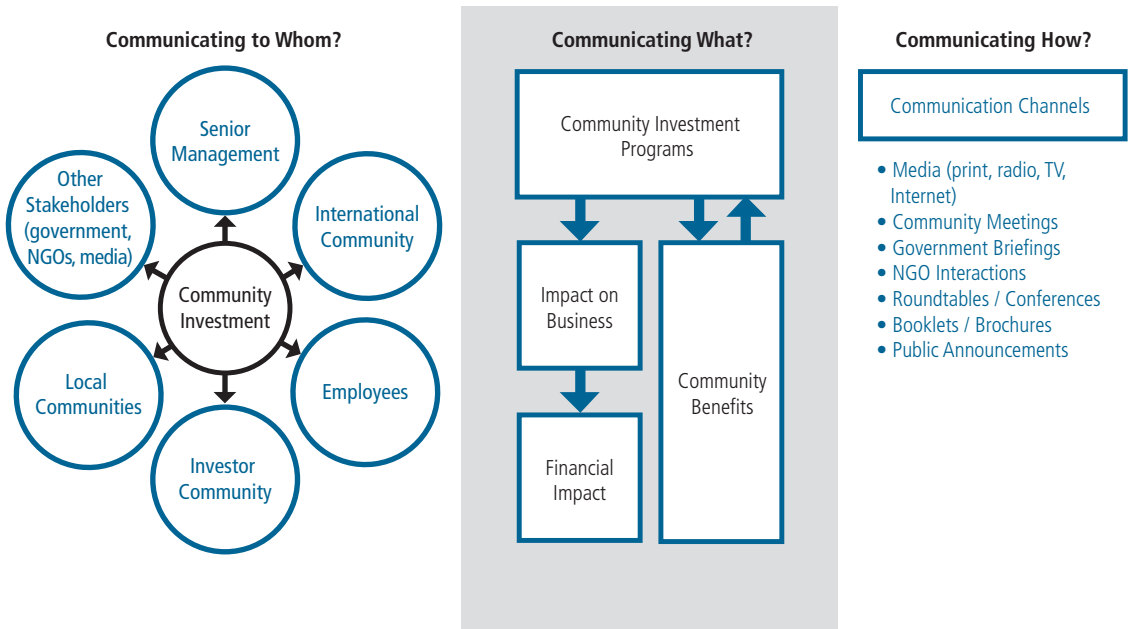 Communicating to Whom?
Senior
Management
Other
Stakeholders
(government,
NGOs, media)
International
Community
Community
Investment
Local
Communities
Employees
Investor
Community
Communicating What?
Community Investment
Programs
Impact on
Business
Community
Benefits
Financial
Impact
Communicating How?
Communication Channels
• Media (print, radio, TV,
Internet)
• Community Meetings
• Government Briefings
• NGO Interactions
• Roundtables / Conferences
• Booklets / Brochures
• Public Announcements